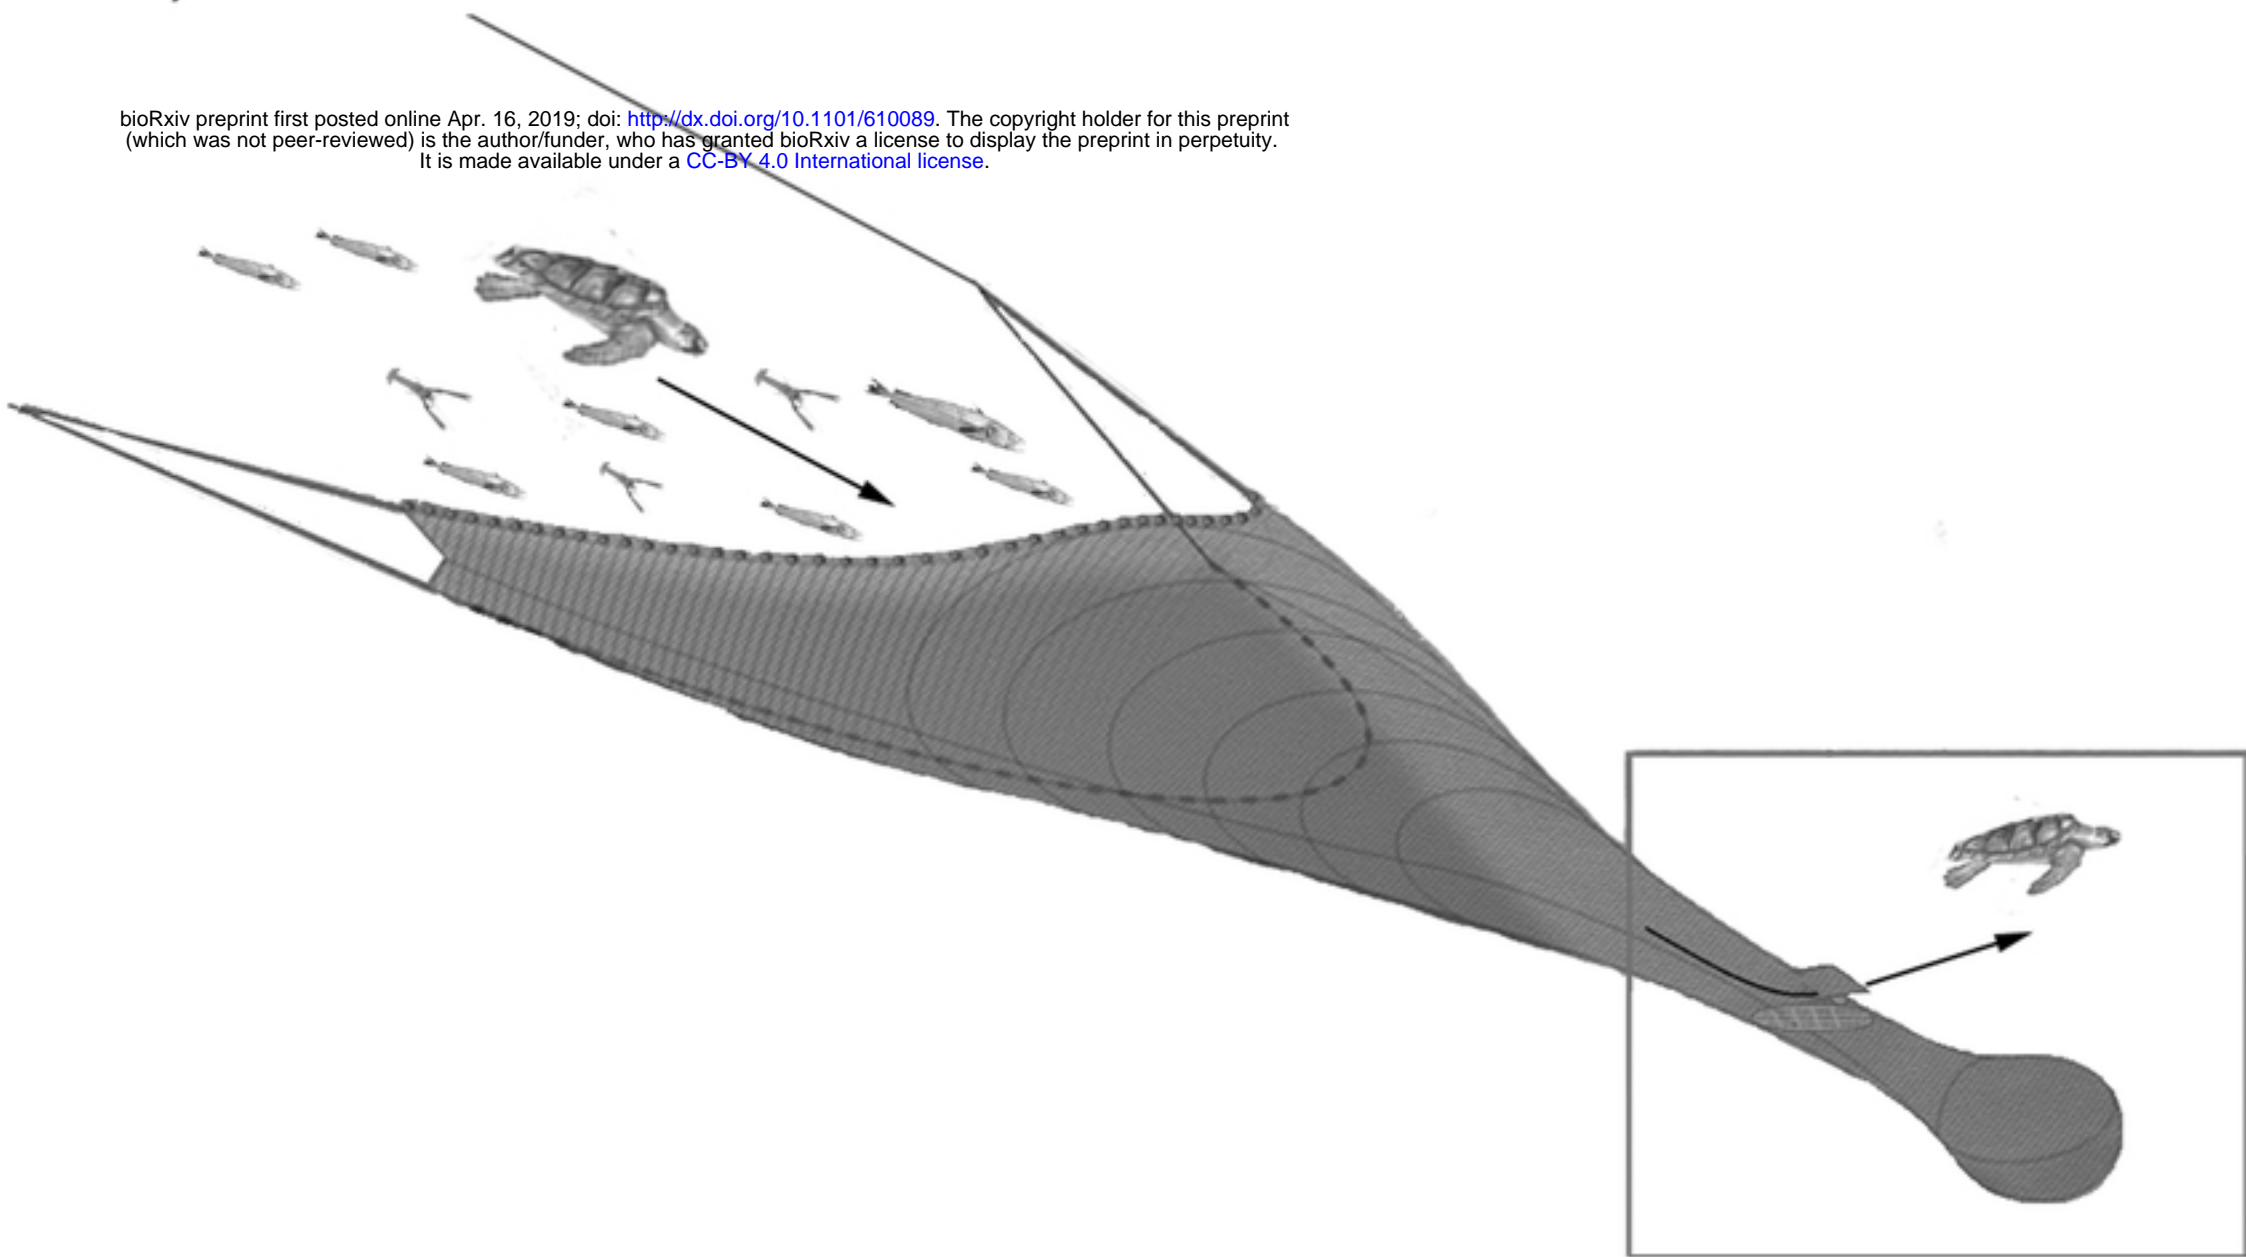 bioRxiv preprint first posted online Apr. 16, 2019; doi: http://dx.doi.org/10.1101/610089. The copyright holder for this preprint
(which was not peer-reviewed) is the author/funder, who has granted bioRxiv a license to display the preprint in perpetuity.
It is made available under a CC-BY 4.0 International license.